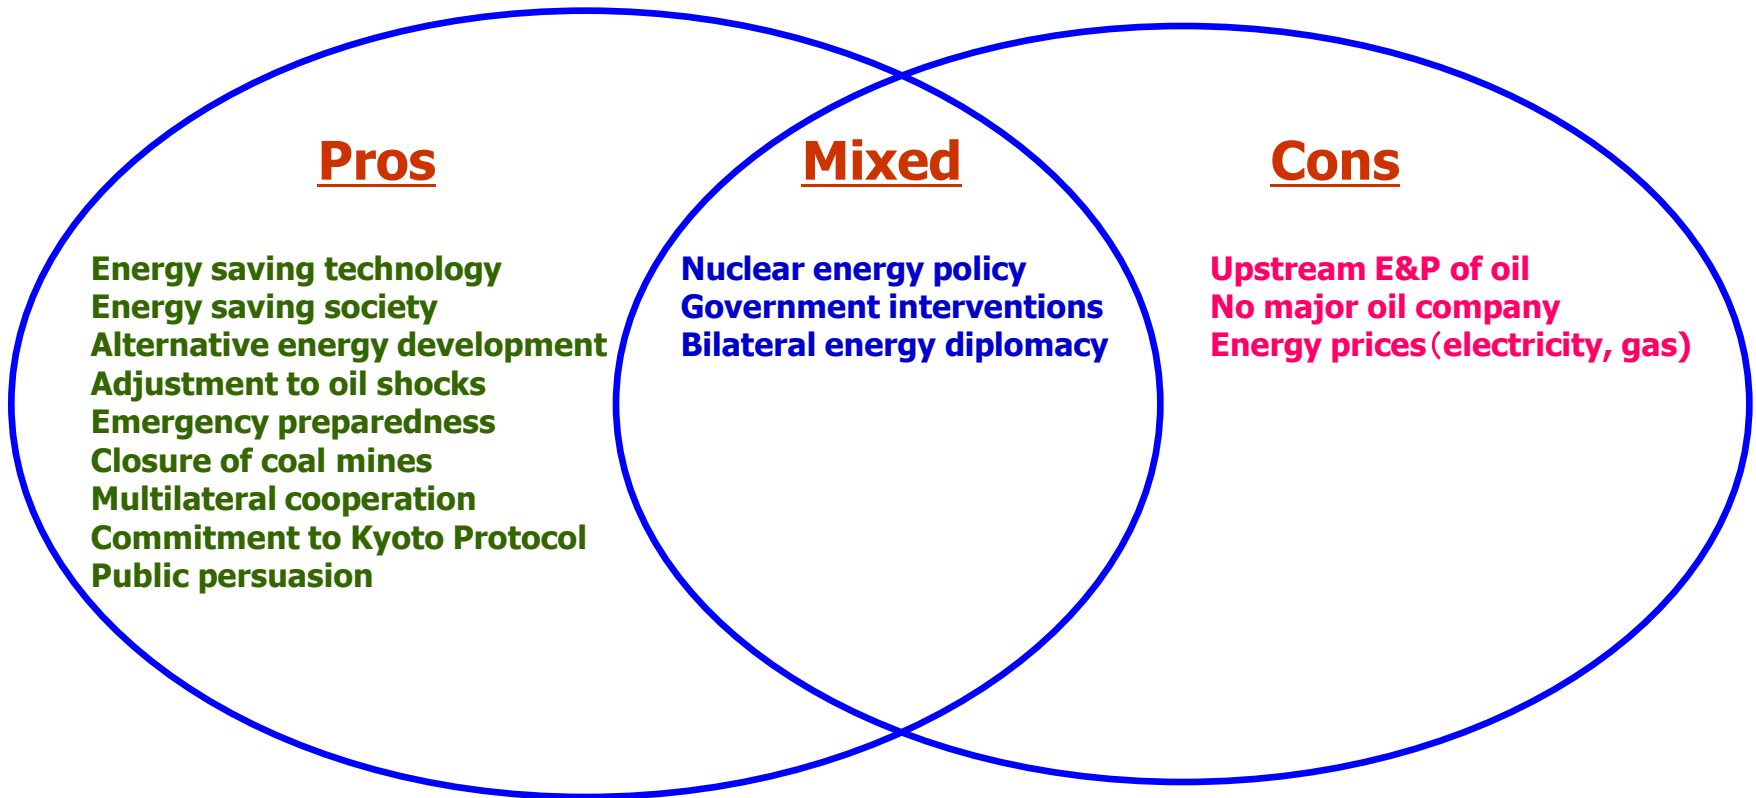 Pros
Energy saving technology
Energy saving society
Alternative energy development
Adjustment to oil shocks
Emergency preparedness
Closure of coal mines
Multilateral cooperation
Commitment to Kyoto Protocol
Public persuasion
Mixed
Nuclear energy policy
Government interventions
Bilateral energy diplomacy
Cons
Upstream E&P of oil
No major oil company
Energy prices（electricity, gas)